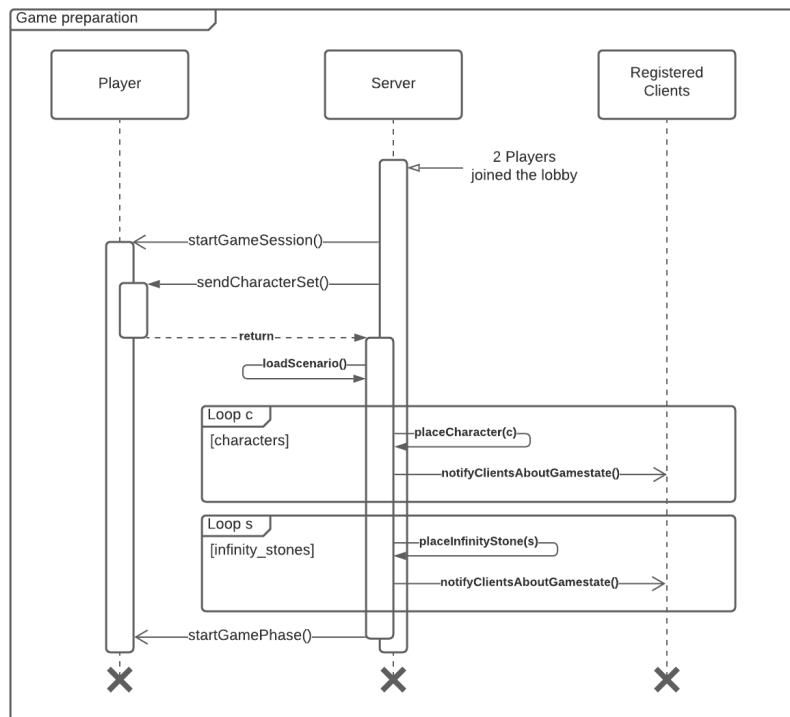 Game preparation
Player
Server
Registered
Clients
2 Players
joined the lobby
startGameSession()
sendCharacterSet()
return
loadScenario()
Loop c
[characters]
placeCharacter(c)
notifyClientsAboutGamestate()
Loop s
[infinity_stones]
placeInfinityStone(s)
notifyClientsAboutGamestate()
startGamePhase()